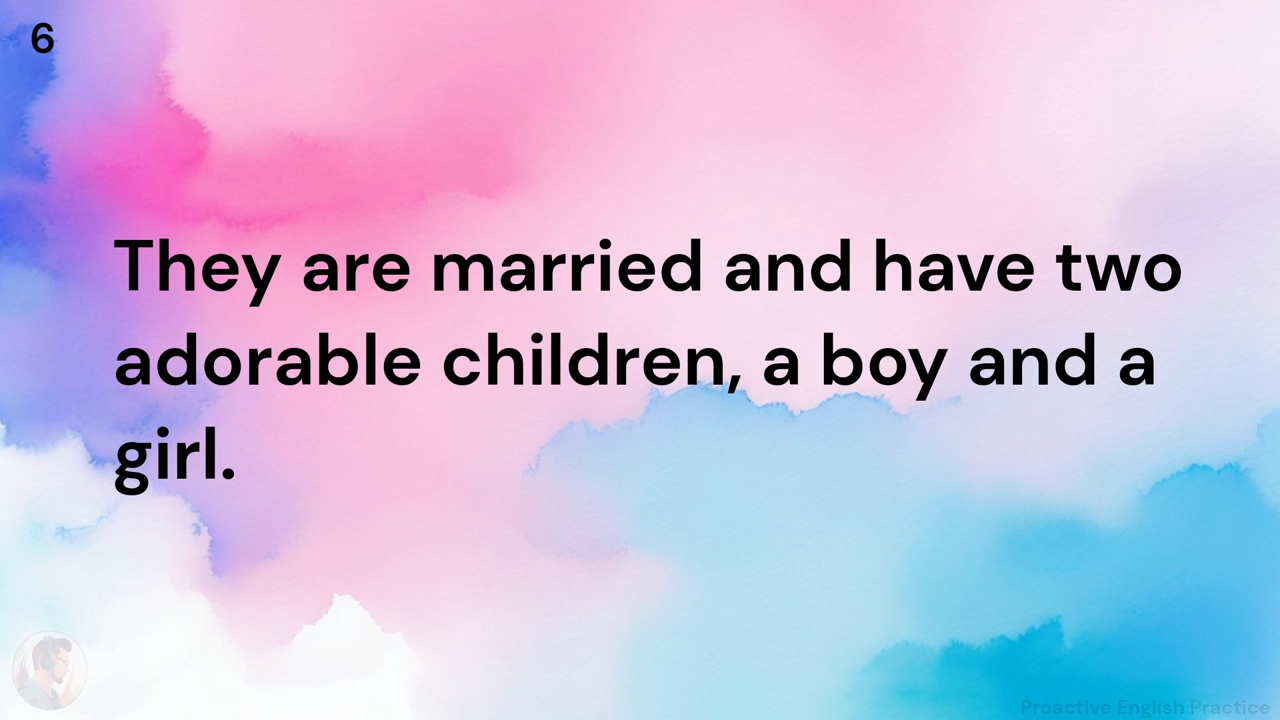 6
They are married and have two
adorable children, a boy and a
girl.
Proactive English Practice